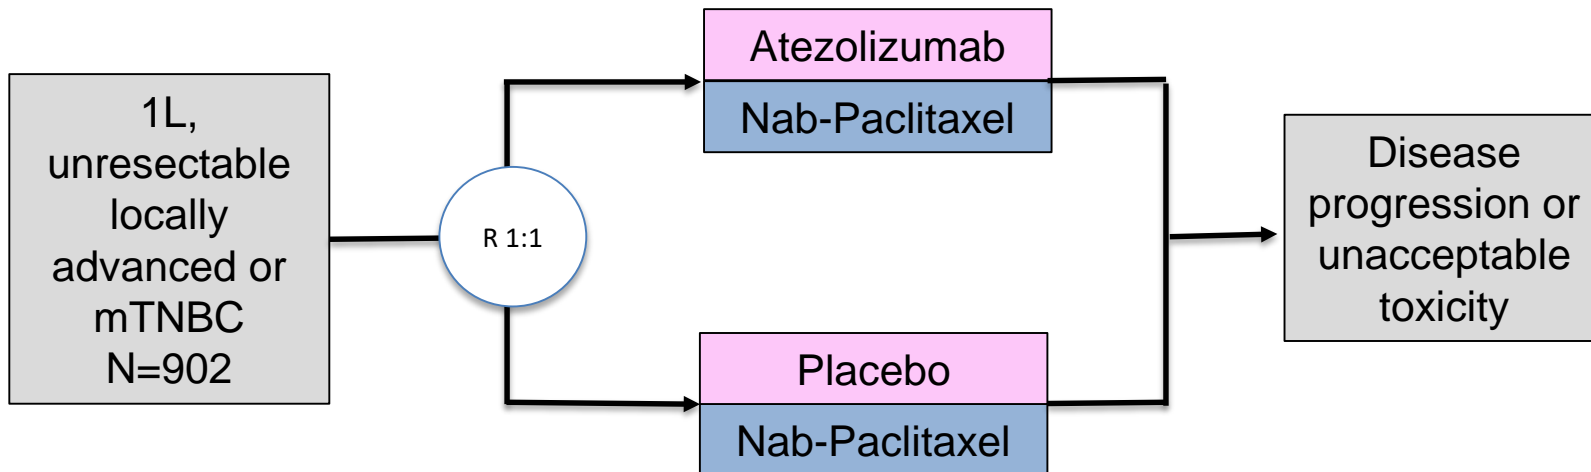 1L,
unresectable
locally
advanced or
mTNBC
N=902
R 1:1
Atezolizumab
Nab-Paclitaxel
Placebo
Nab-Paclitaxel
Disease
progression or
unacceptable
toxicity